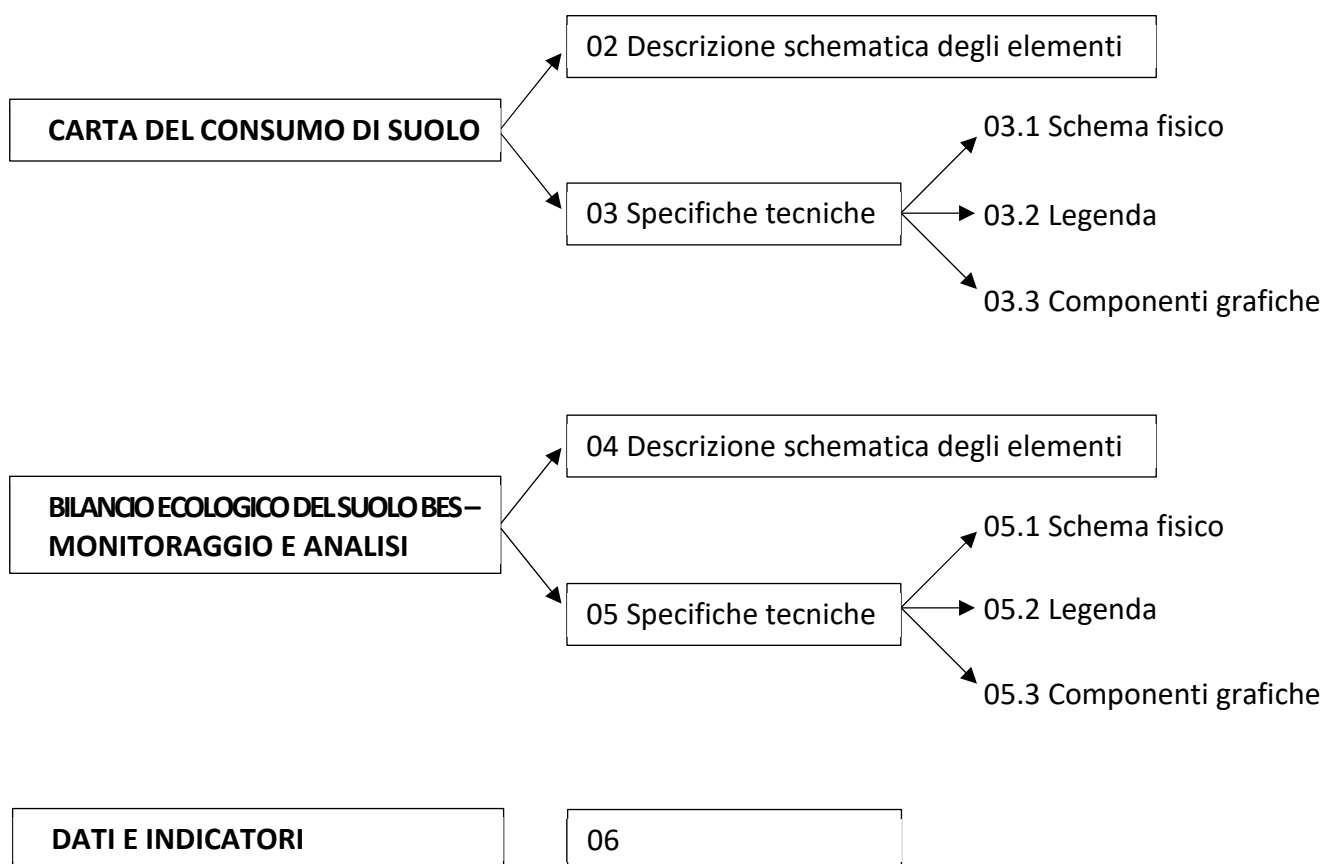 02 Descrizione schematica degli elementi
CARTA DEL CONSUMO DI SUOLO
03 Specifiche tecniche
03.1 Schema fisico
03.2 Legenda
03.3 Componenti grafiche
04 Descrizione schematica degli elementi
BILANCIO ECOLOGICO DEL SUOLO BES –
MONITORAGGIO E ANALISI
05 Specifiche tecniche
05.1 Schema fisico
05.2 Legenda
05.3 Componenti grafiche
DATI E INDICATORI
06